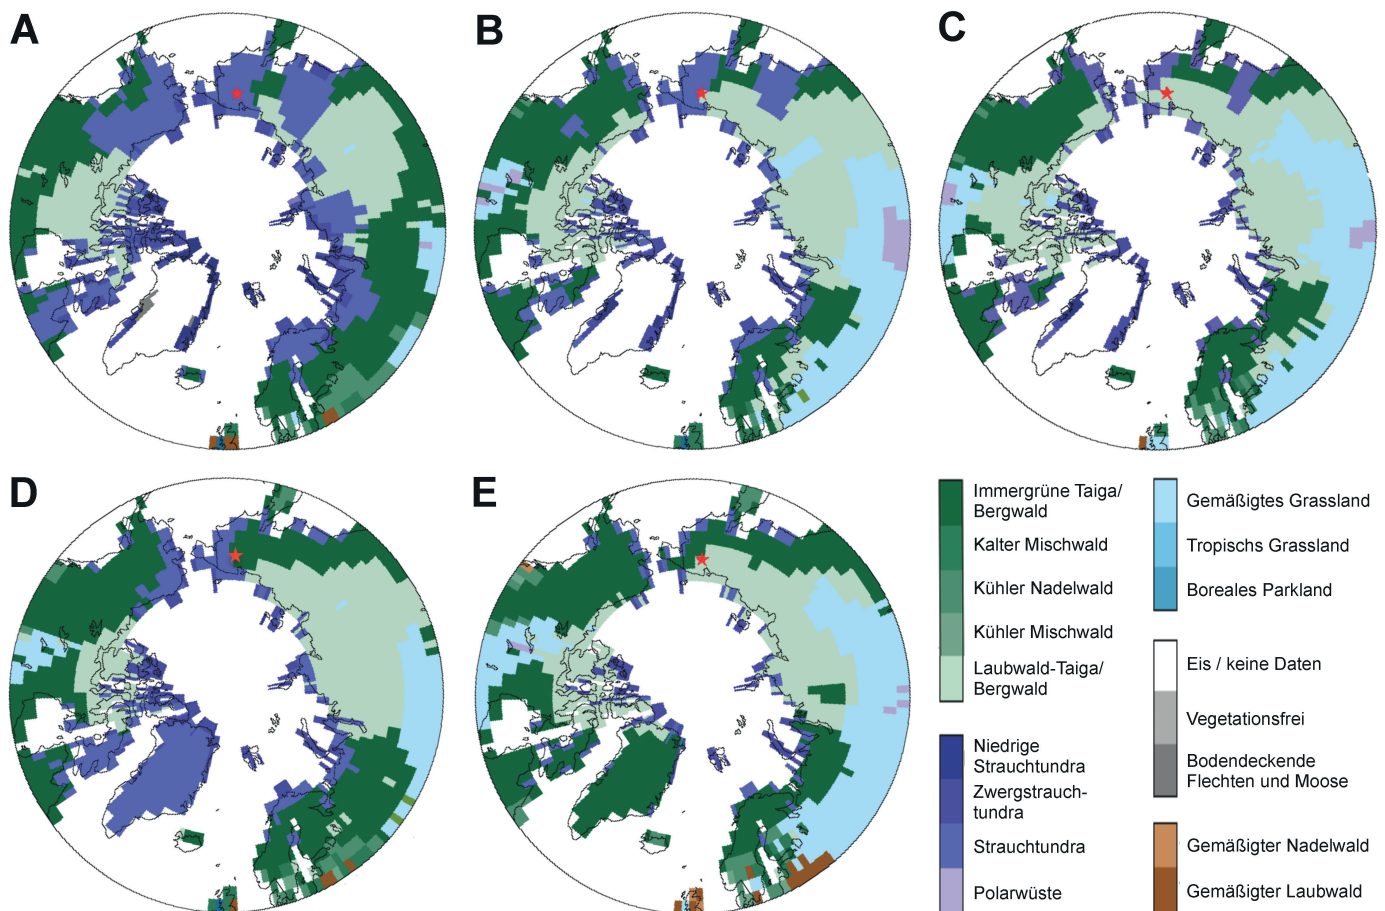 A
B
C
D
E
Immergrüne Taiga/
Bergwald
Kalter Mischwald
Kühler Nadelwald
Kühler Mischwald
Laubwald-Taiga/
Bergwald
Niedrige
Strauchtundra
Zwergstrauch-
tundra
Strauchtundra
Polarwüste
Gemäßigtes Grassland
Tropischs Grassland
Boreales Parkland
Eis / keine Daten
Vegetationsfrei
Bodendeckende
Flechten und Moose
Gemäßigter Nadelwald
Gemäßigter Laubwald